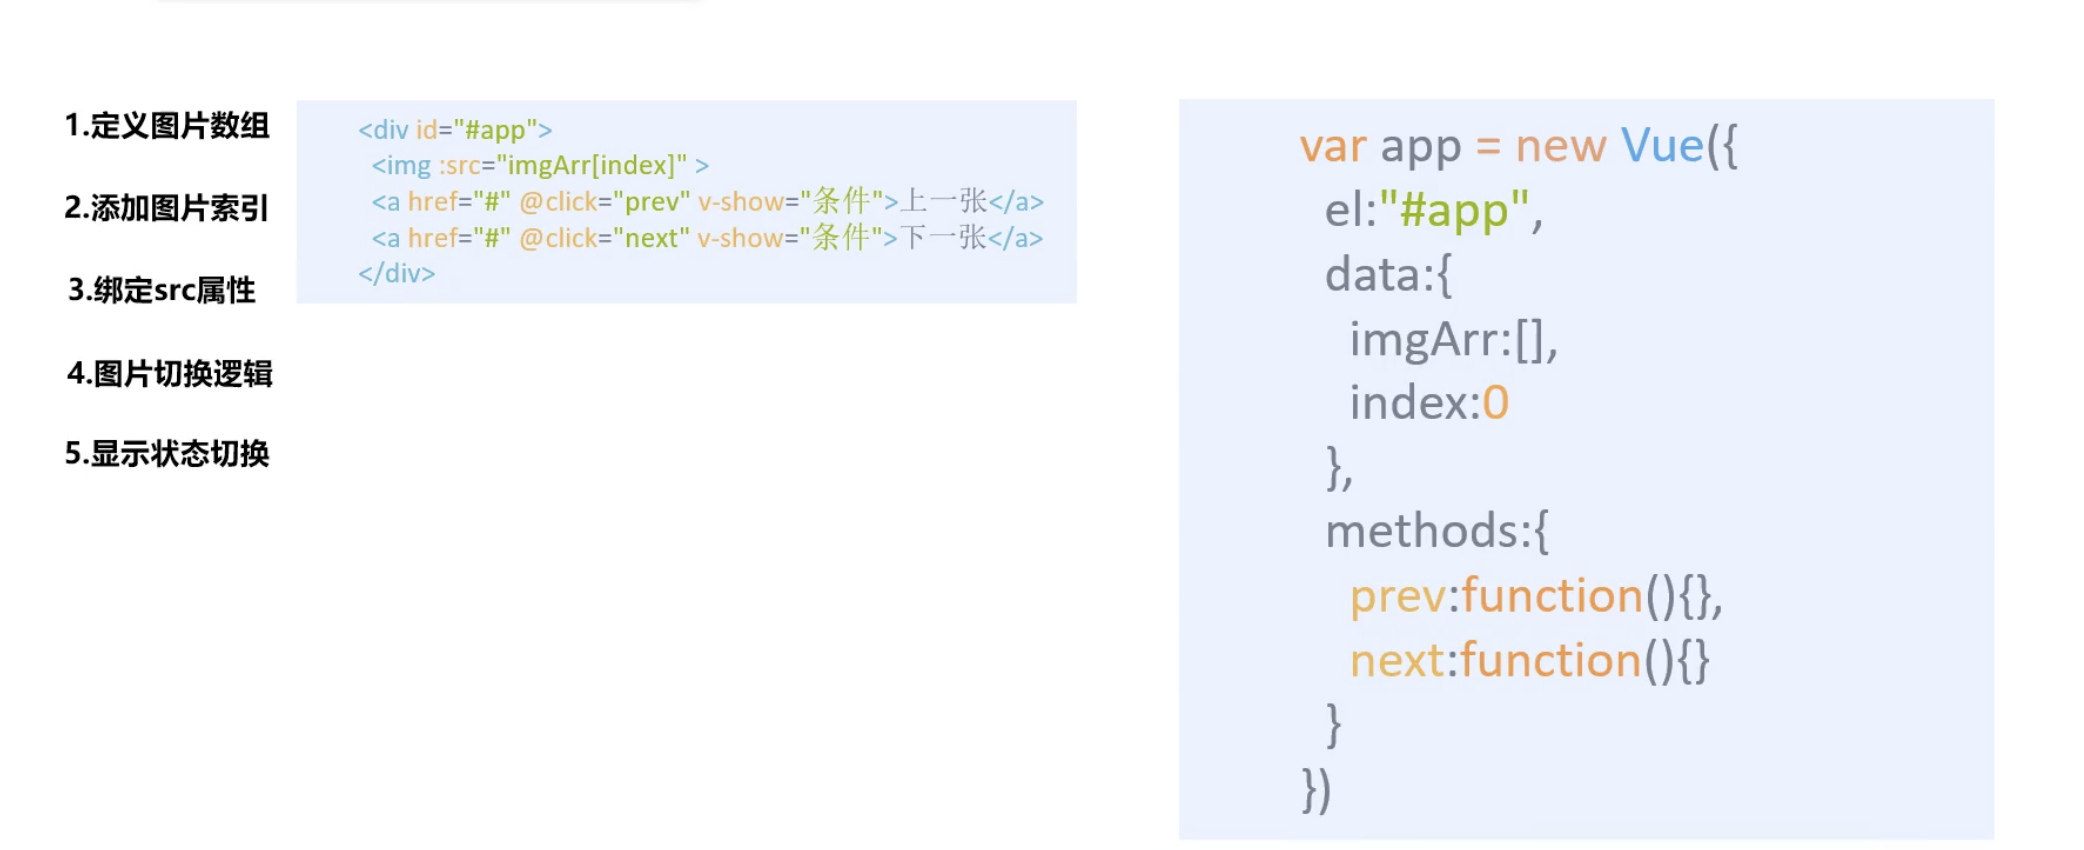 1.定义图片数组
2.添加图片索引
3.绑定src属性
4.图片切换逻辑
5.显示状态切换
<div id="#app">
<img :src="imgArr[index]" >
<a href="#" @click="prev" v-show="条件">上一张</a>
<a href="#" @click="next" v-show="条件">下一张</a>
</div>
var app = new Vue({
el:"#app",
data:{
imgArr:[],
index:0
},
methods:{
prev:function(){},
next:function(){}
}
})